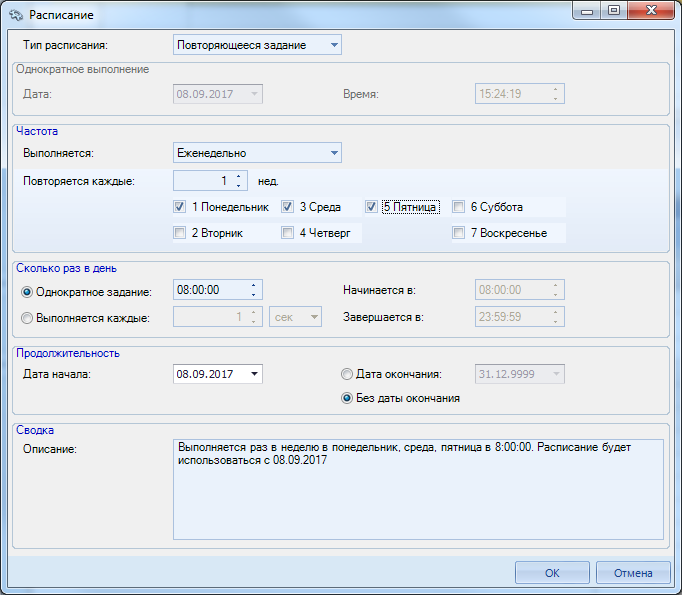 Расписание
Тип расписания: Повторяющееся задание
Однократное выполнение
Дата: 08.09.2017 Время: 15:24:19
Частота
Выполняется: Еженедельно
Повторяется каждые: 1 нед.
1 Понедельник 3 Среда 5 Пятница 6 Суббота
2 Вторник 4 Четверг 7 Воскресенье
Сколько раз в день
Однократное задание: 08:00:00 Начинается в: 08:00:00
Выполняется каждые: 1 сек Завершается в: 23:59:59
Продолжительность
Дата начала: 08.09.2017 Дата окончания: 31.12.9999
Без даты окончания
Сводка
Описание: Выполняется раз в неделю в понедельник, среда, пятница в 8:00:00. Расписание будет
использоваться с 08.09.2017
ОК Отмена